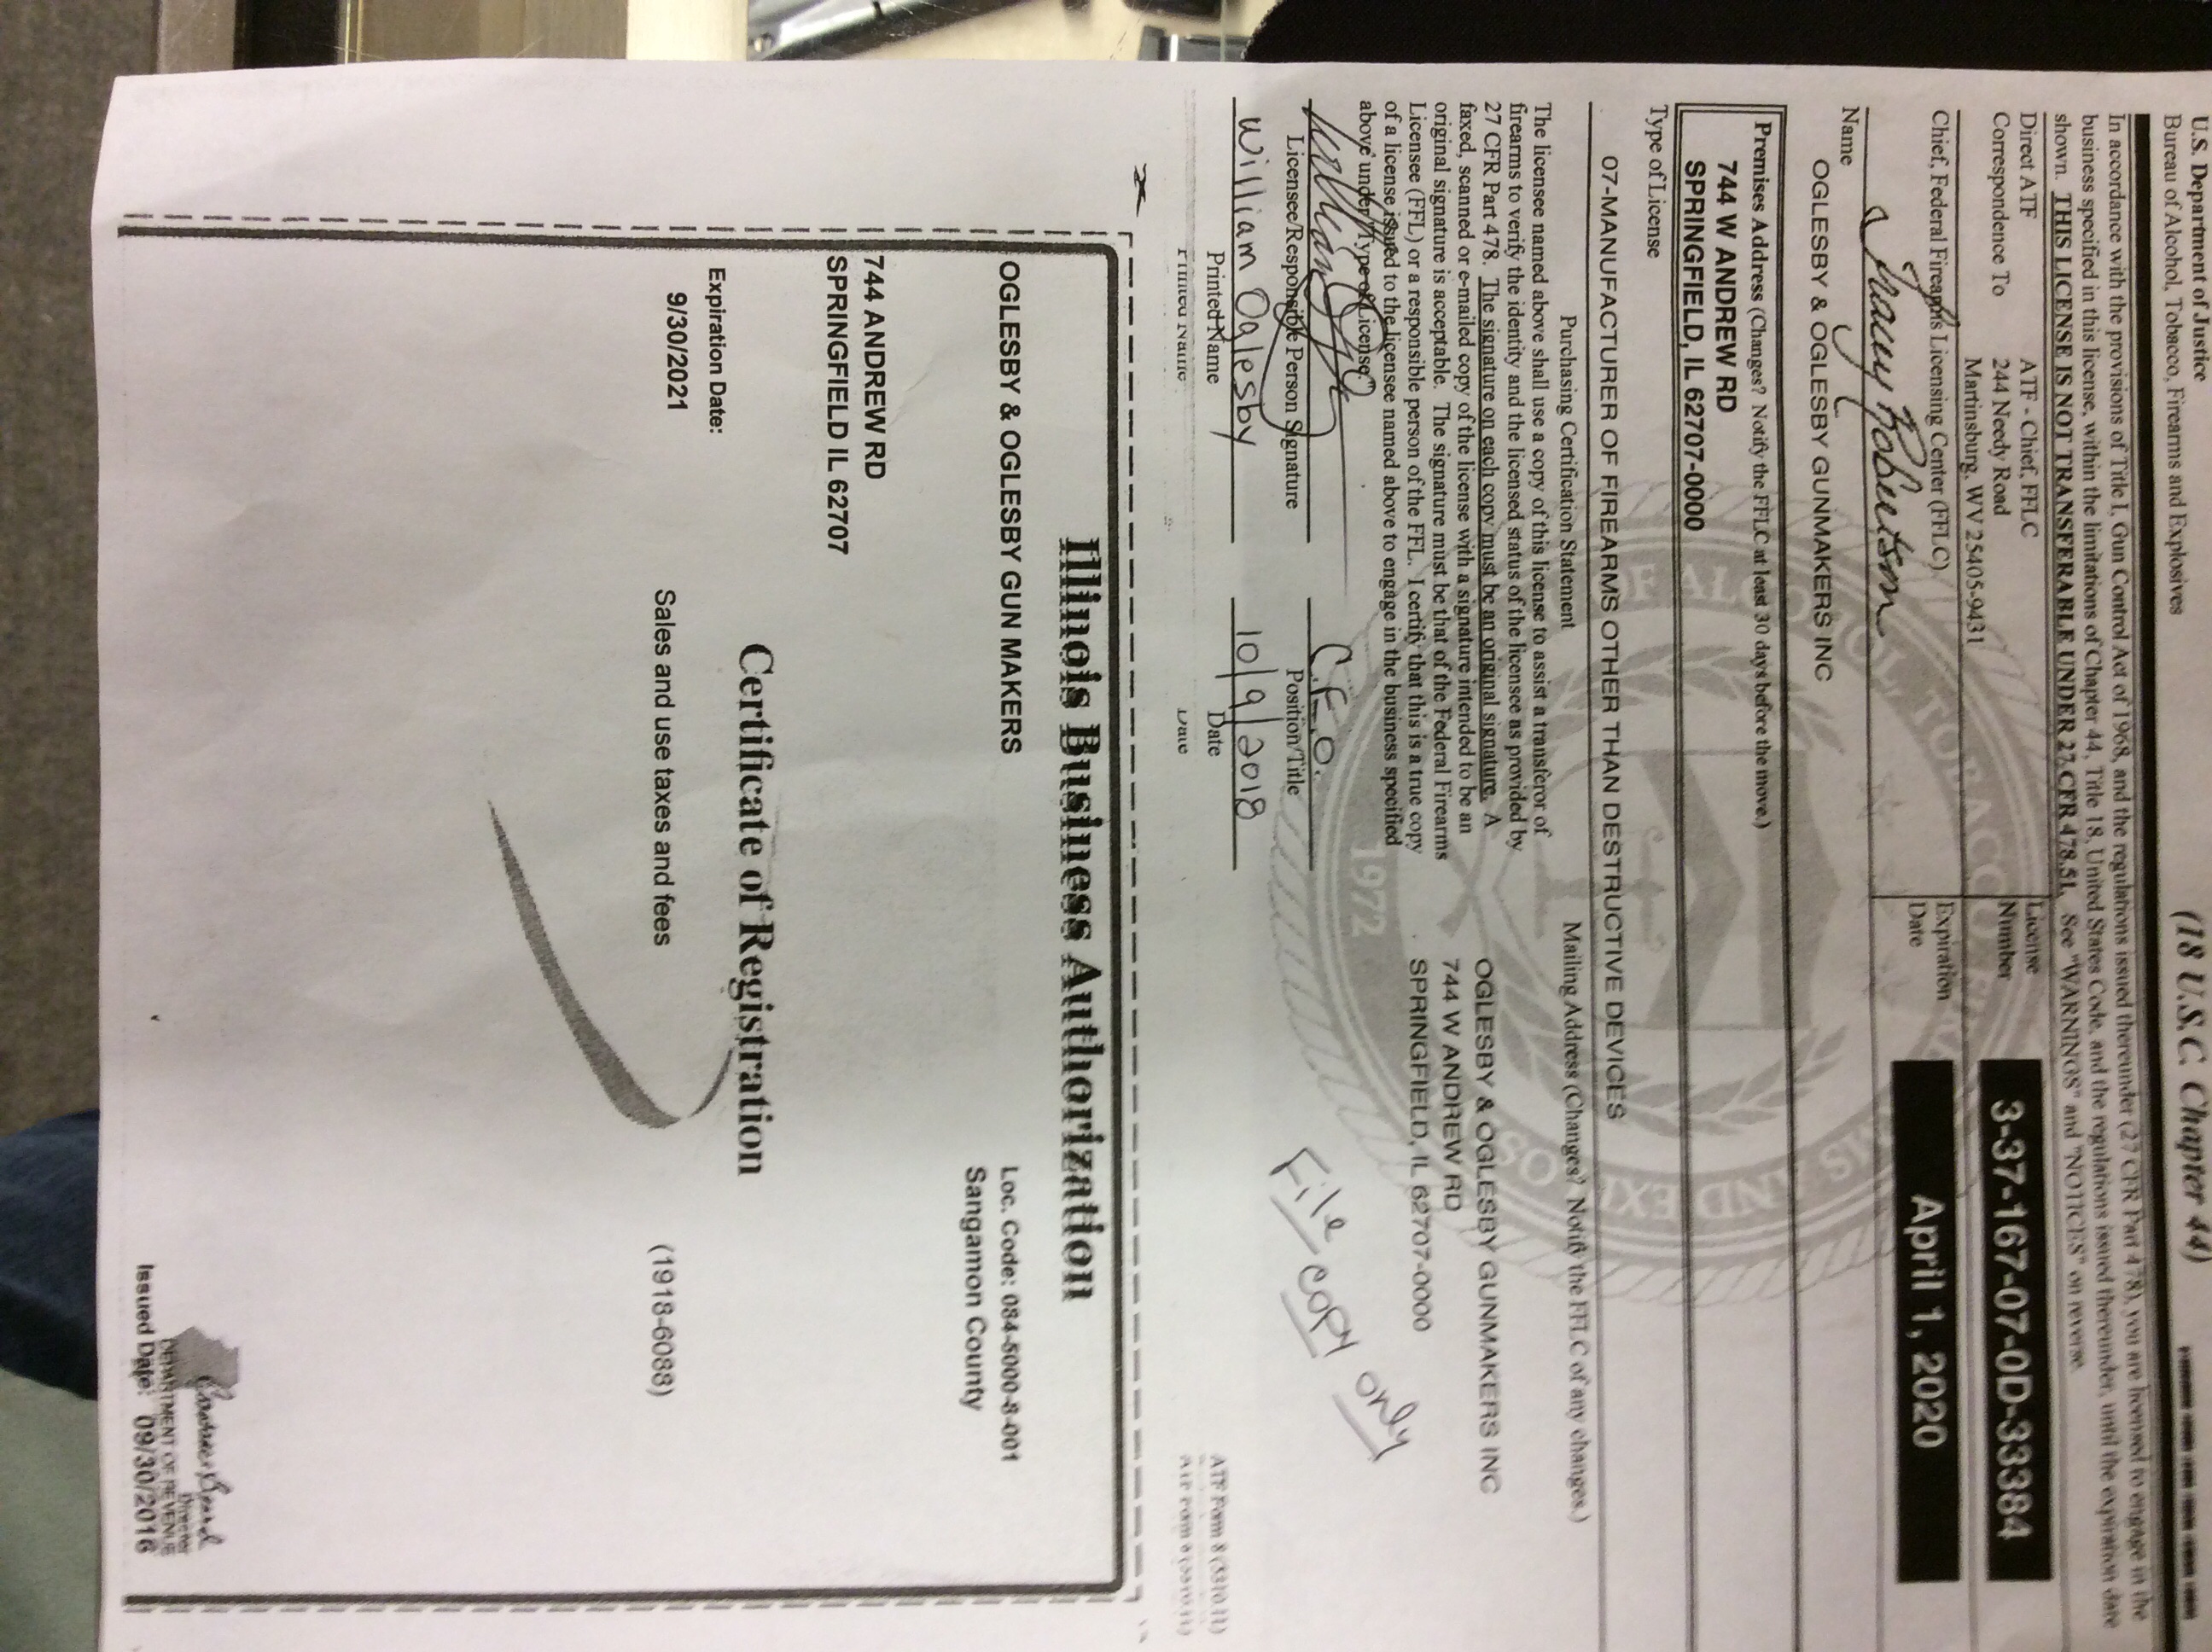 U.S. Department of Justice
Bureau of Alcohol, Tobacco, Firearms and Explosives
(18 U.S.C. Chapter 44)
In accordance with the provisions of Title I, Gun Control Act of 1968, and the regulations issued thereunder (27 CFR Part 478), you are licensed to engage in the
business specified in this license, within the limitations of Chapter 44, Title 18, United States Code, and the regulations issued thereunder, until the expiration date
shown. THIS LICENSE IS NOT TRANSFERABLE UNDER 27 CFR 478.51. See "WARNINGS" and "NOTICES" on reverse.
Direct ATF ATF - Chief, FFLC
Correspondence To 244 Needy Road
Martinsburg, WV 25405-9431
License
Number
3-37-167-07-0D-33384
Chief, Federal Firearms Licensing Center (FFLC)
Tracey Robertson
Expiration
Date
April 1, 2020
Name
OGLESBY & OGLESBY GUNMAKERS INC
Premises Address (Changes? Notify the FFLC at least 30 days before the move.)
744 W ANDREW RD
SPRINGFIELD, IL 62707-0000
Type of License
07-MANUFACTURER OF FIREARMS OTHER THAN DESTRUCTIVE DEVICES
Purchasing Certification Statement
The licensee named above shall use a copy of this license to assist a transferor of
firearms to verify the identity and the licensed status of the licensee as provided by
27 CFR Part 478. The signature on each copy must be an original signature. A
faxed, scanned or e-mailed copy of the license with a signature intended to be an
original signature is acceptable. The signature must be that of the Federal Firearms
Licensee (FFL) or a responsible person of the FFL. I certify that this is a true copy
of a license issued to the licensee named above to engage in the business specified
above under "Type of License."
Mailing Address (Changes? Notify the FFLC of any changes.)
OGLESBY & OGLESBY GUNMAKERS INC
744 W ANDREW RD
SPRINGFIELD, IL 62707-0000
C.E.O.
Licensee/Responsible Person Signature Position/Title
William Oglesby 10/9/2018
Printed Name Date
Printed Name Date
File copy only
ATF Form 8 (5310.11)
OF ALCOHOL, TOBACCO
AND EXPLOSIVES
1972
Illinois Business Authorization
OGLESBY & OGLESBY GUN MAKERS
Loc. Code: 084-5000-8-001
Sangamon County
744 ANDREW RD
SPRINGFIELD IL 62707
Certificate of Registration
Expiration Date:
9/30/2021
Sales and use taxes and fees (1918-6088)
Director
DEPARTMENT OF REVENUE
Issued Date: 09/30/2016